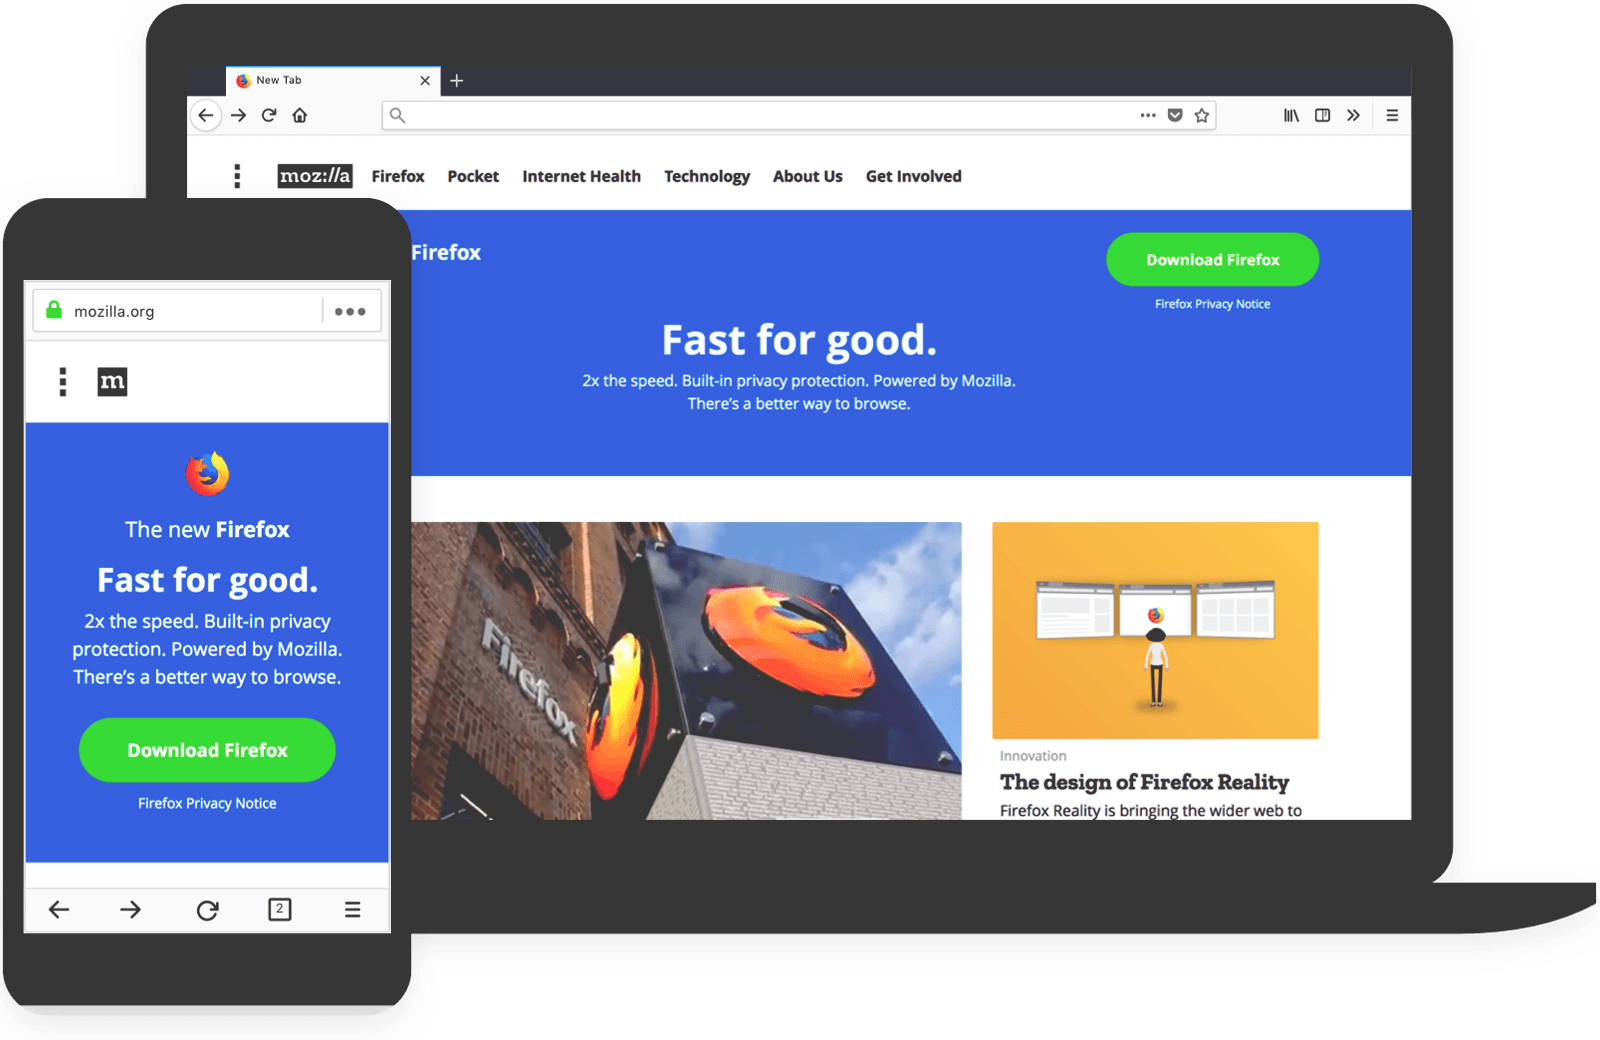 New Tab
moz://a Firefox Pocket Internet Health Technology About Us Get Involved
Firefox
Download Firefox
Firefox Privacy Notice
Fast for good.
2x the speed. Built-in privacy protection. Powered by Mozilla.
There's a better way to browse.
Firefox
Innovation
The design of Firefox Reality
Firefox Reality is bringing the wider web to
mozilla.org
m
The new Firefox
Fast for good.
2x the speed. Built-in privacy
protection. Powered by Mozilla.
There's a better way to browse.
Download Firefox
Firefox Privacy Notice
2